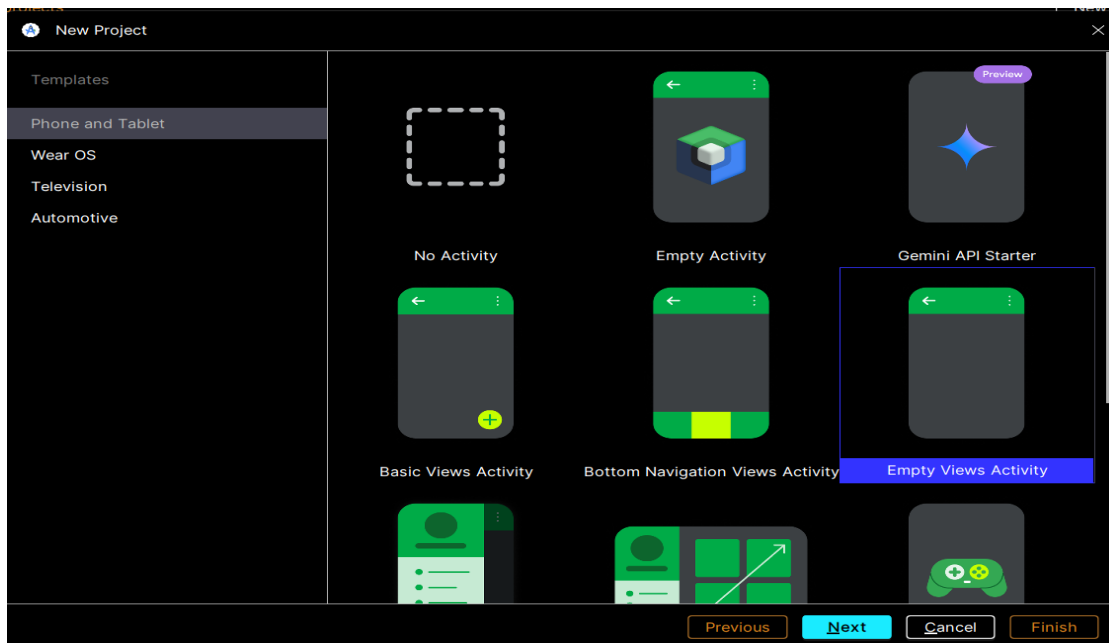 New Project
Templates
Phone and Tablet
Wear OS
Television
Automotive
Preview
No Activity
Empty Activity
Gemini API Starter
Basic Views Activity
Bottom Navigation Views Activity
Empty Views Activity
Previous
Next
Cancel
Finish